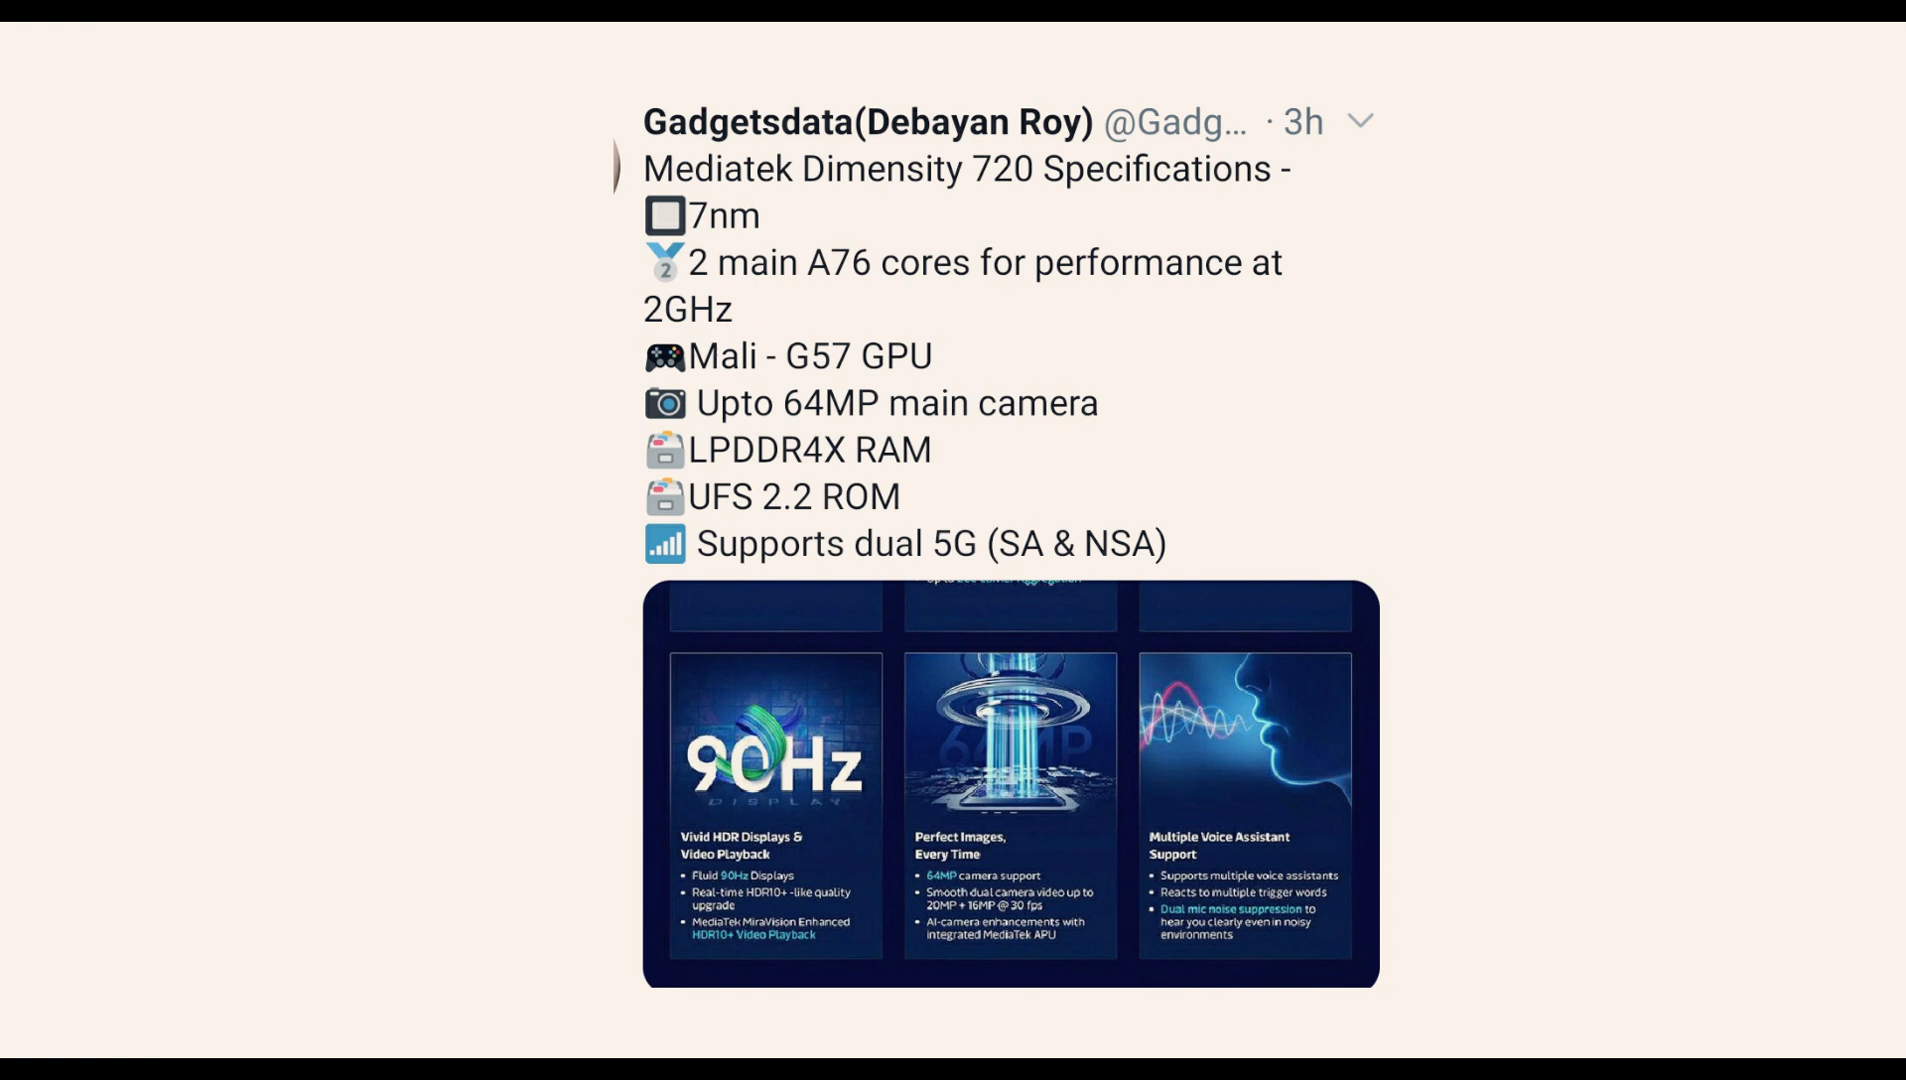 Gadgetsdata(Debayan Roy) @Gadg... · 3h
Mediatek Dimensity 720 Specifications -
7nm
2 main A76 cores for performance at
2GHz
Mali - G57 GPU
Upto 64MP main camera
LPDDR4X RAM
UFS 2.2 ROM
Supports dual 5G (SA & NSA)
90Hz
DISPLAY
Vivid HDR Displays &
Video Playback
• Fluid 90Hz Displays
• Real-time HDR10+ -like quality
upgrade
• MediaTek MiraVision Enhanced
HDR10+ Video Playback
64MP
Perfect Images,
Every Time
• 64MP camera support
• Smooth dual camera video up to
20MP + 16MP @ 30 fps
• AI-camera enhancements with
integrated MediaTek APU
Multiple Voice Assistant
Support
• Supports multiple voice assistants
• Reacts to multiple trigger words
• Dual mic noise suppression to
hear you clearly even in noisy
environments